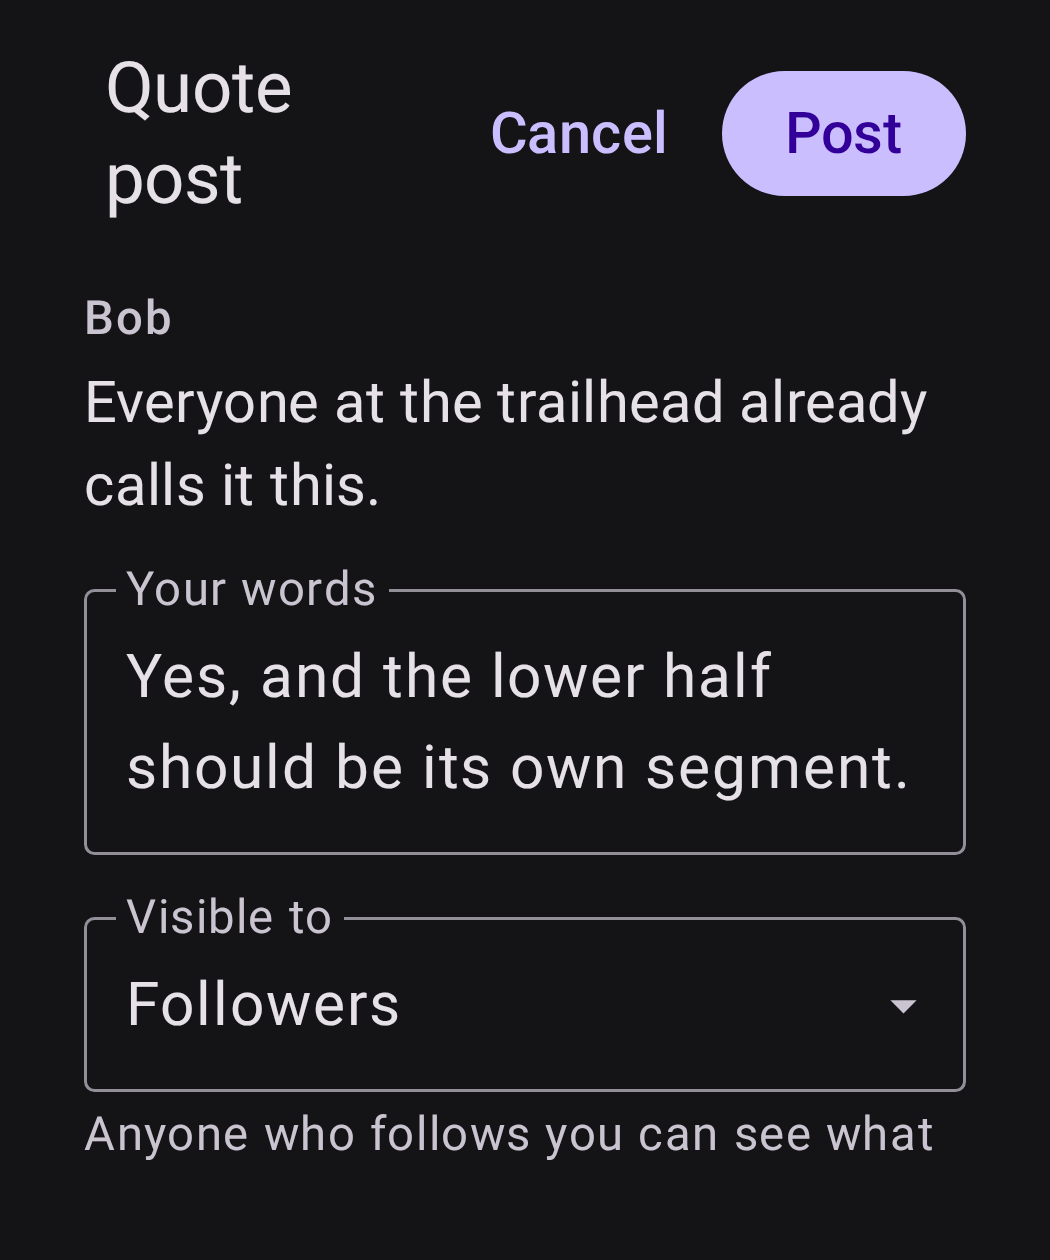 Quote
post
Cancel
Post
Bob
Everyone at the trailhead already
calls it this.
Your words
Yes, and the lower half
should be its own segment.
Visible to
Followers
Anyone who follows you can see what